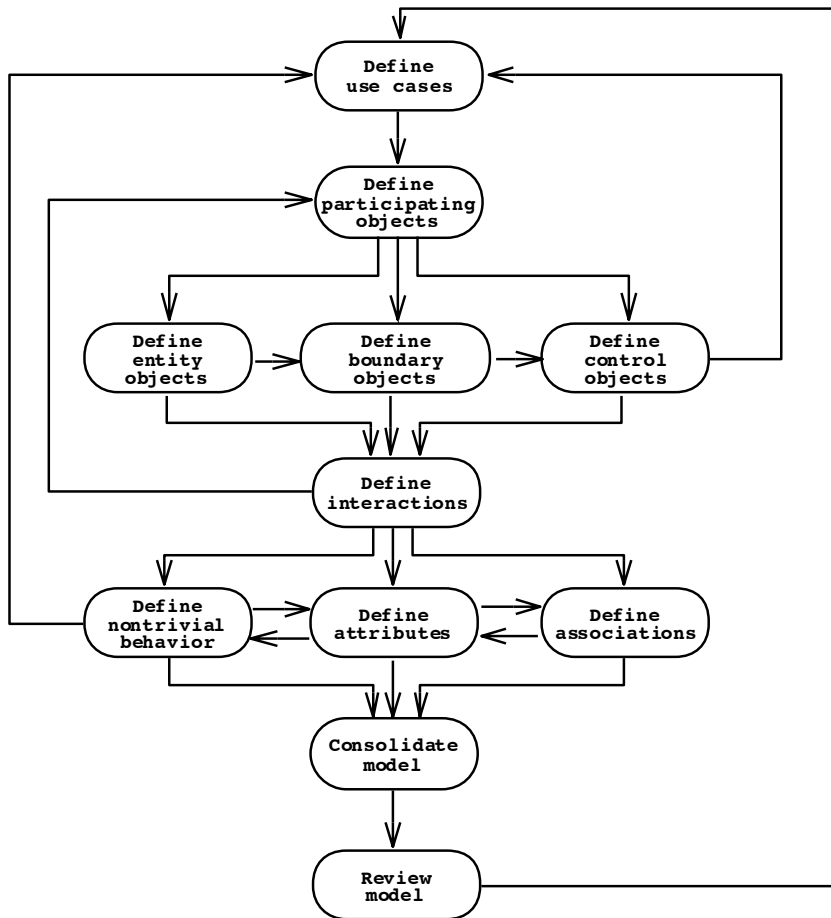 Define
use cases
Define
participating
objects
Define
entity
objects
Define
boundary
objects
Define
control
objects
Define
interactions
Define
nontrivial
behavior
Define
attributes
Define
associations
Consolidate
model
Review
model